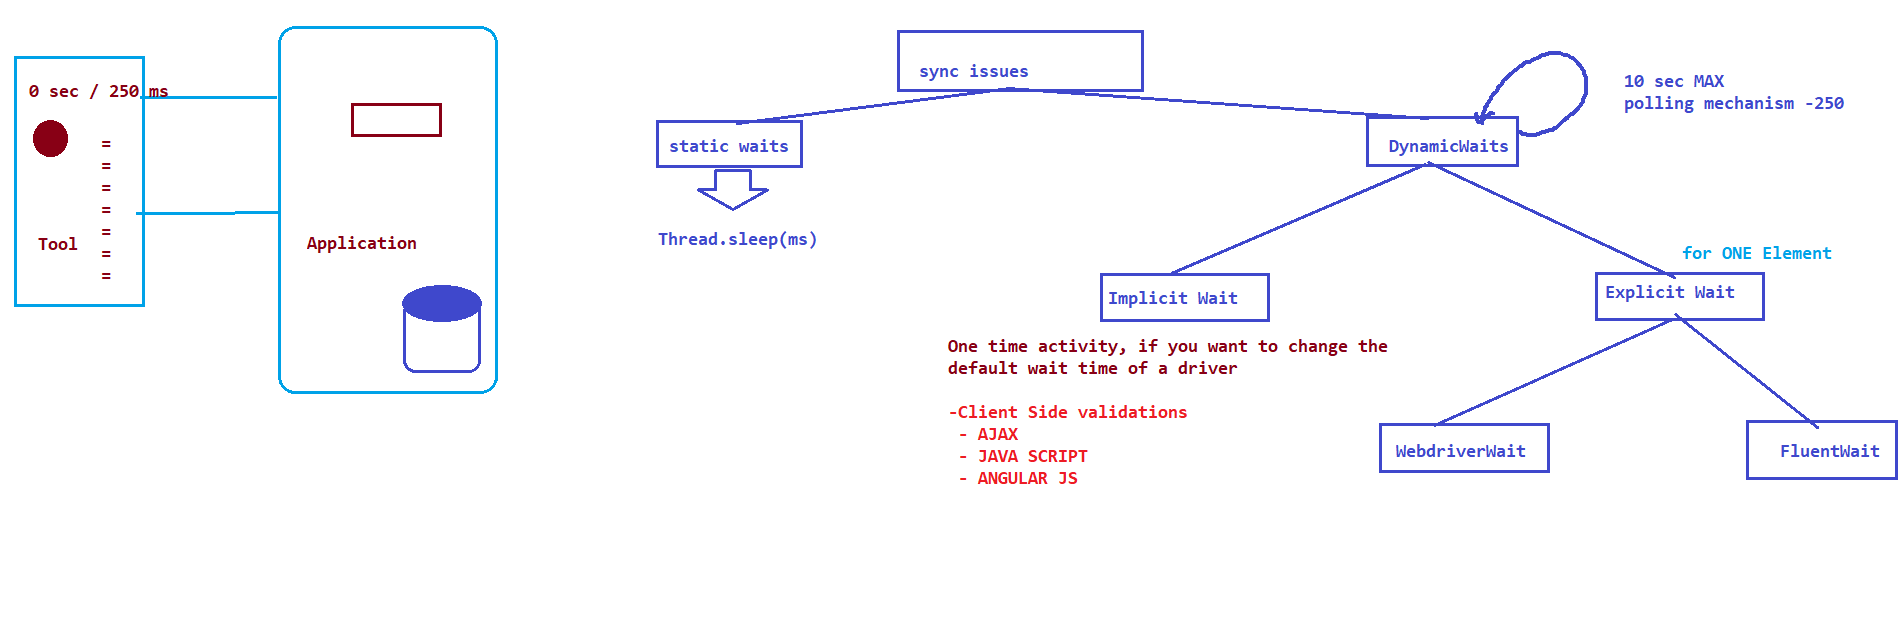 0 sec / 250 ms
=
=
=
=
=
=
=
Tool
Application
sync issues
static waits
Thread.sleep(ms)
DynamicWaits
10 sec MAX
polling mechanism -250
Implicit Wait
One time activity, if you want to change the
default wait time of a driver
-Client Side validations
- AJAX
- JAVA SCRIPT
- ANGULAR JS
for ONE Element
Explicit Wait
WebdriverWait
FluentWait